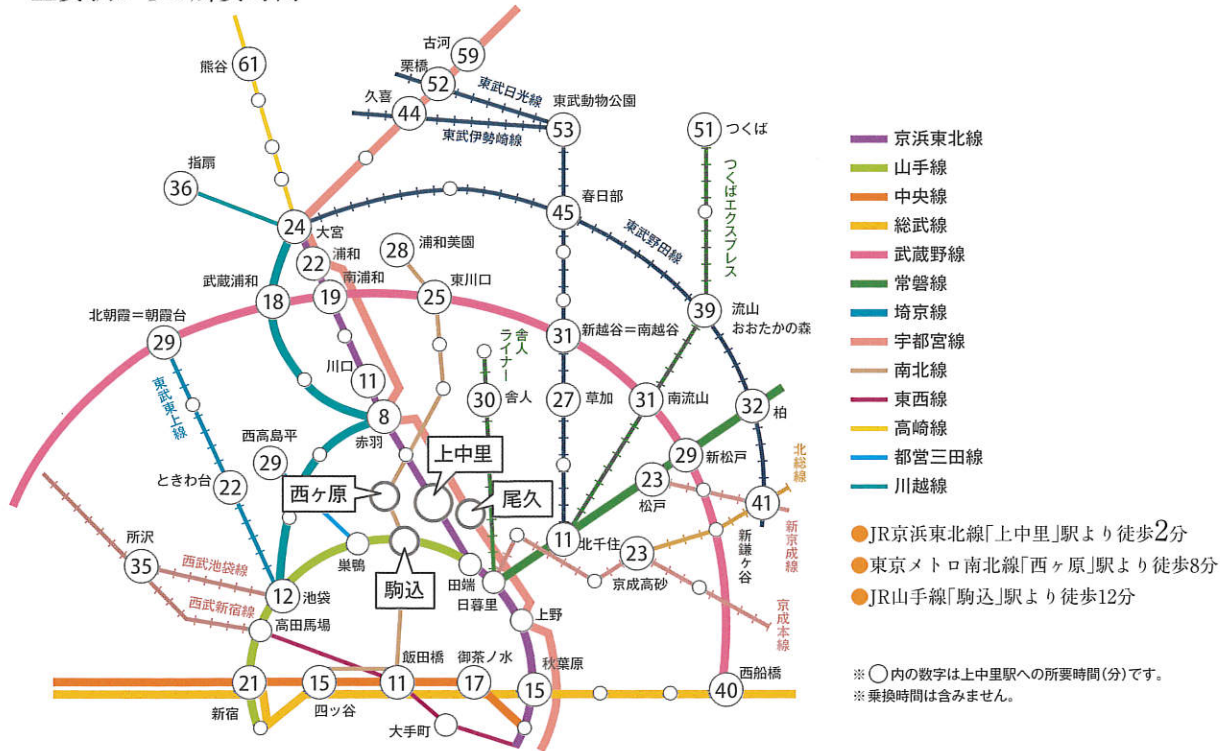 古河
59
熊谷
61
栗橋
52
東武日光線
久喜
44
東武伊勢崎線
東武動物公園
53
51
つくば
つくばエクスプレス
指扇
36
春日部
45
東武野田線
24
大宮
22
浦和
28
浦和美園
武蔵浦和
18
南浦和
19
東川口
25
39
流山
おおたかの森
北朝霞=朝霞台
29
31
新越谷=南越谷
舎人
ライナー
川口
11
30
舎人
27
草加
31
南流山
32
柏
東武東上線
8
赤羽
西高島平
29
上中里
29
新松戸
北総線
ときわ台
22
西ヶ原
尾久
23
松戸
41
新鎌ヶ谷
新京成線
11
北千住
23
京成高砂
所沢
35
西武池袋線
巣鴨
田端
駒込
日暮里
京成本線
西武新宿線
12
池袋
上野
高田馬場
飯田橋
御茶ノ水
秋葉原
21
15
11
17
15
40
西船橋
新宿
四ッ谷
大手町
京浜東北線
山手線
中央線
総武線
武蔵野線
常磐線
埼京線
宇都宮線
南北線
東西線
高崎線
都営三田線
川越線
●JR京浜東北線「上中里」駅より徒歩2分
●東京メトロ南北線「西ヶ原」駅より徒歩8分
●JR山手線「駒込」駅より徒歩12分
※○内の数字は上中里駅への所要時間(分)です。
※乗換時間は含みません。